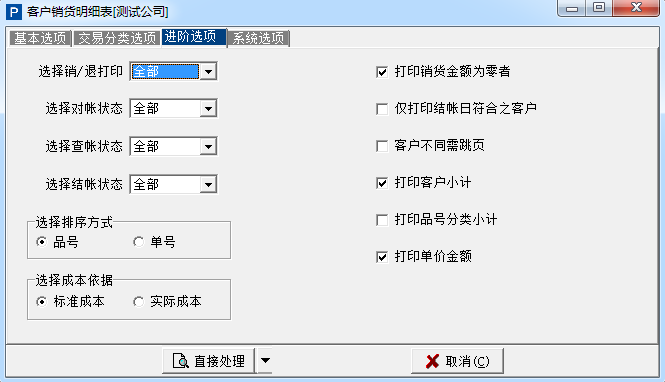 P 客户销货明细表[测试公司]
基本选项 交易分类选项 进阶选项 系统选项
选择销/退打印 全部
打印销货金额为零者
选择对帐状态 全部
仅打印结帐日符合之客户
选择查帐状态 全部
客户不同需跳页
选择结帐状态 全部
打印客户小计
选择排序方式
打印品号分类小计
品号 单号
打印单价金额
选择成本依据
标准成本 实际成本
直接处理 取消(C)